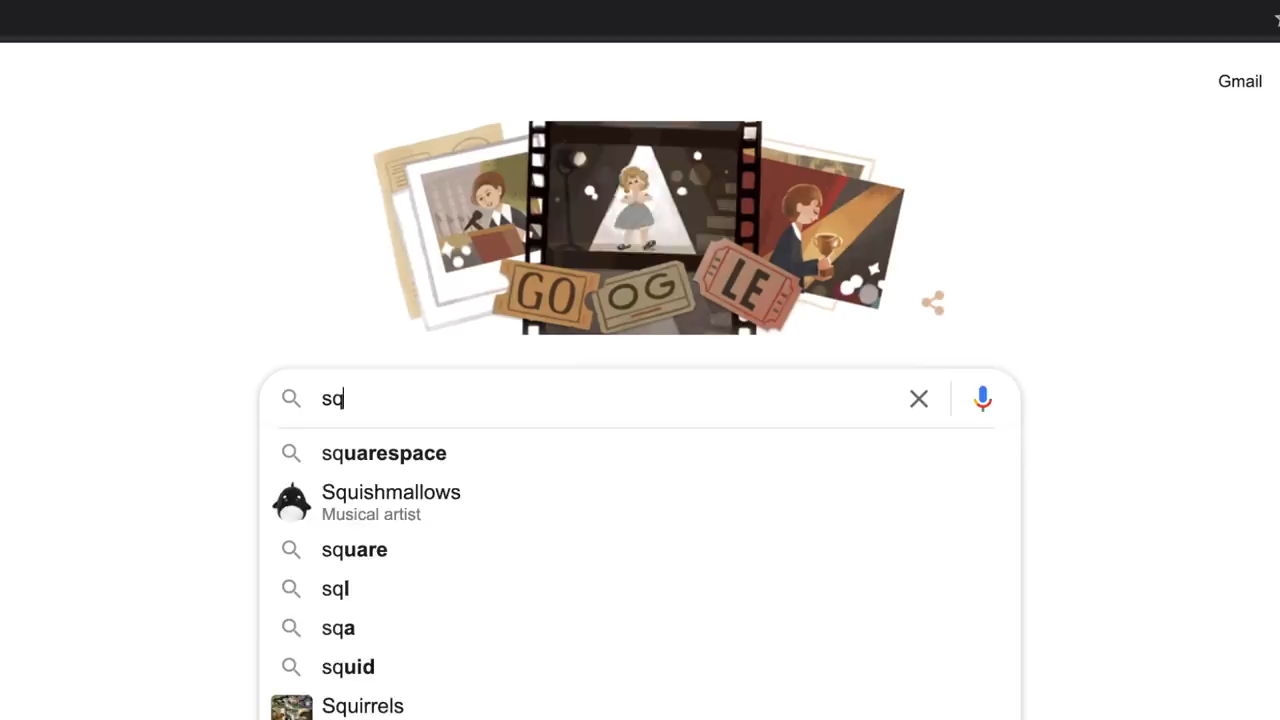 Gmail
GO OG LE
sq
squarespace
Squishmallows
Musical artist
square
sql
sqa
squid
Squirrels